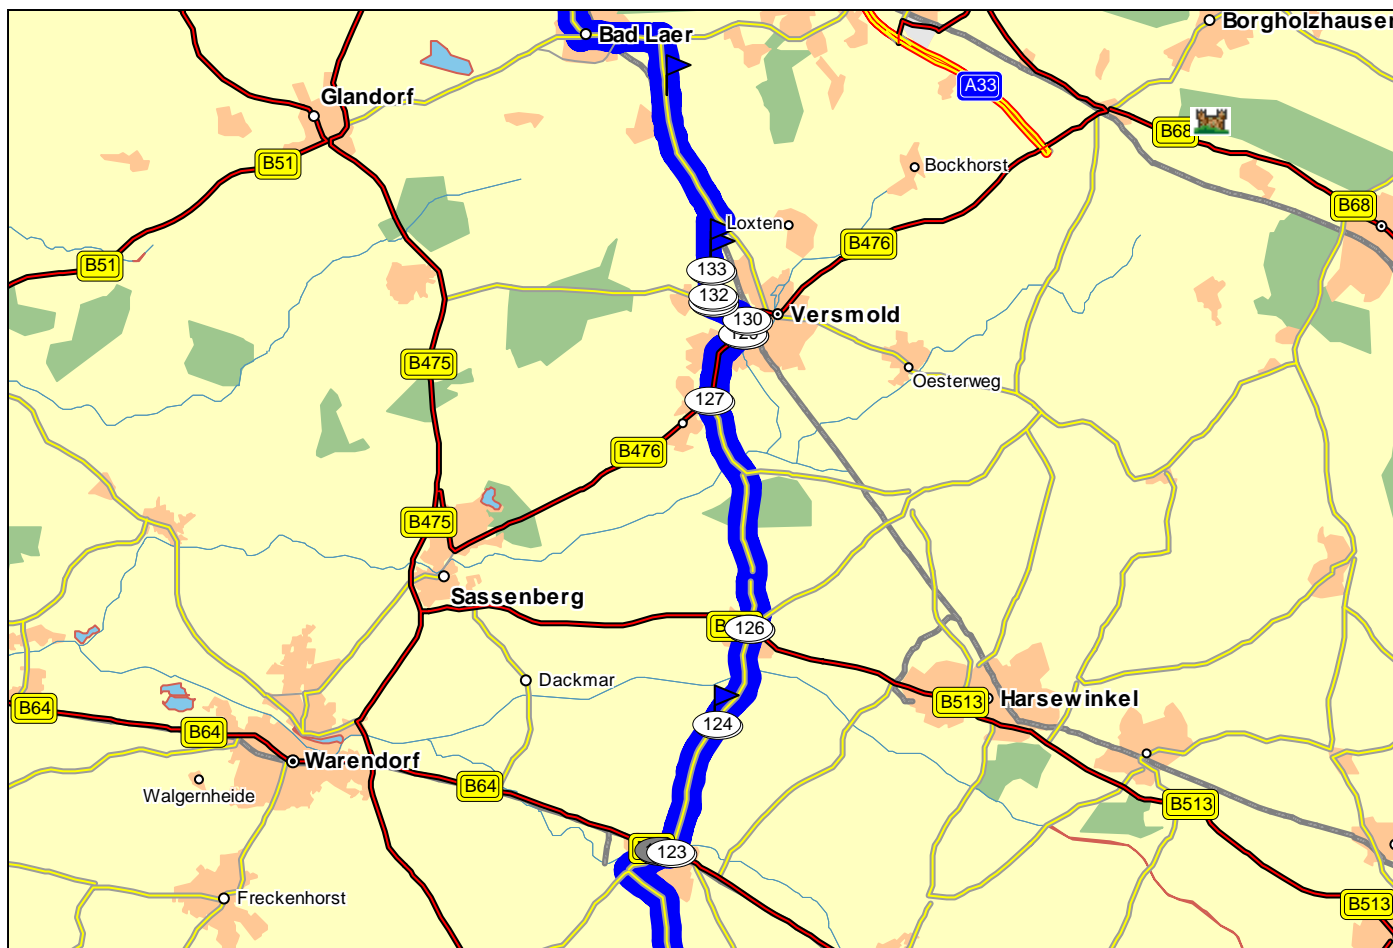 Borgholzhausen
Bad Laer
A33
Glandorf
B68
B51
Bockhorst
B68
Loxten
B476
B51
133
132
130
Versmold
B475
Oesterweg
127
B476
B475
Sassenberg
126
Dackmar
B64
B513
Harsewinkel
124
B64
Warendorf
B64
Walgernheide
B513
123
Freckenhorst
B513